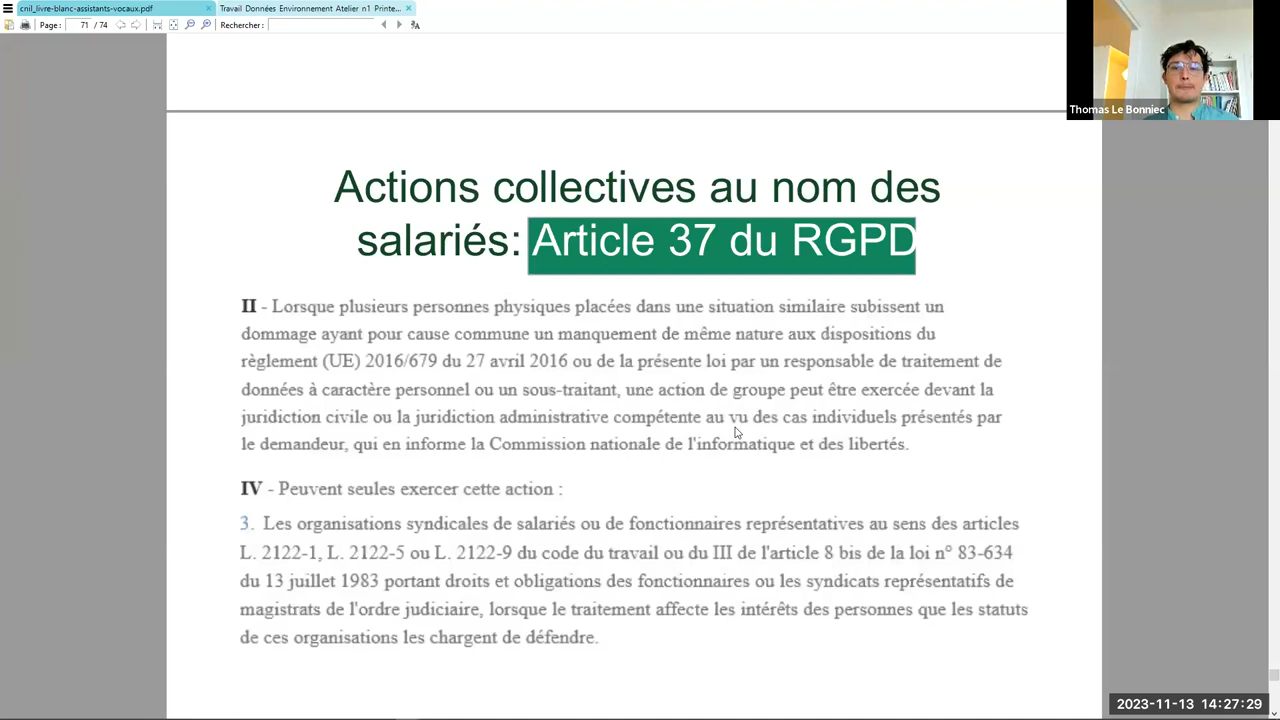 cnil_livre-blanc-assistants-vocaux.pdf
Travail Données Environnement Atelier n1 Printe...
Page : 71 / 74
Rechercher :
Thomas Le Bonniec
Actions collectives au nom des
salariés: Article 37 du RGPD
II - Lorsque plusieurs personnes physiques placées dans une situation similaire subissent un
dommage ayant pour cause commune un manquement de même nature aux dispositions du
règlement (UE) 2016/679 du 27 avril 2016 ou de la présente loi par un responsable de traitement de
données à caractère personnel ou un sous-traitant, une action de groupe peut être exercée devant la
juridiction civile ou la juridiction administrative compétente au vu des cas individuels présentés par
le demandeur, qui en informe la Commission nationale de l'informatique et des libertés.
IV - Peuvent seules exercer cette action :
3. Les organisations syndicales de salariés ou de fonctionnaires représentatives au sens des articles
L. 2122-1, L. 2122-5 ou L. 2122-9 du code du travail ou du III de l'article 8 bis de la loi n° 83-634
du 13 juillet 1983 portant droits et obligations des fonctionnaires ou les syndicats représentatifs de
magistrats de l'ordre judiciaire, lorsque le traitement affecte les intérêts des personnes que les statuts
de ces organisations les chargent de défendre.
2023-11-13 14:27:29